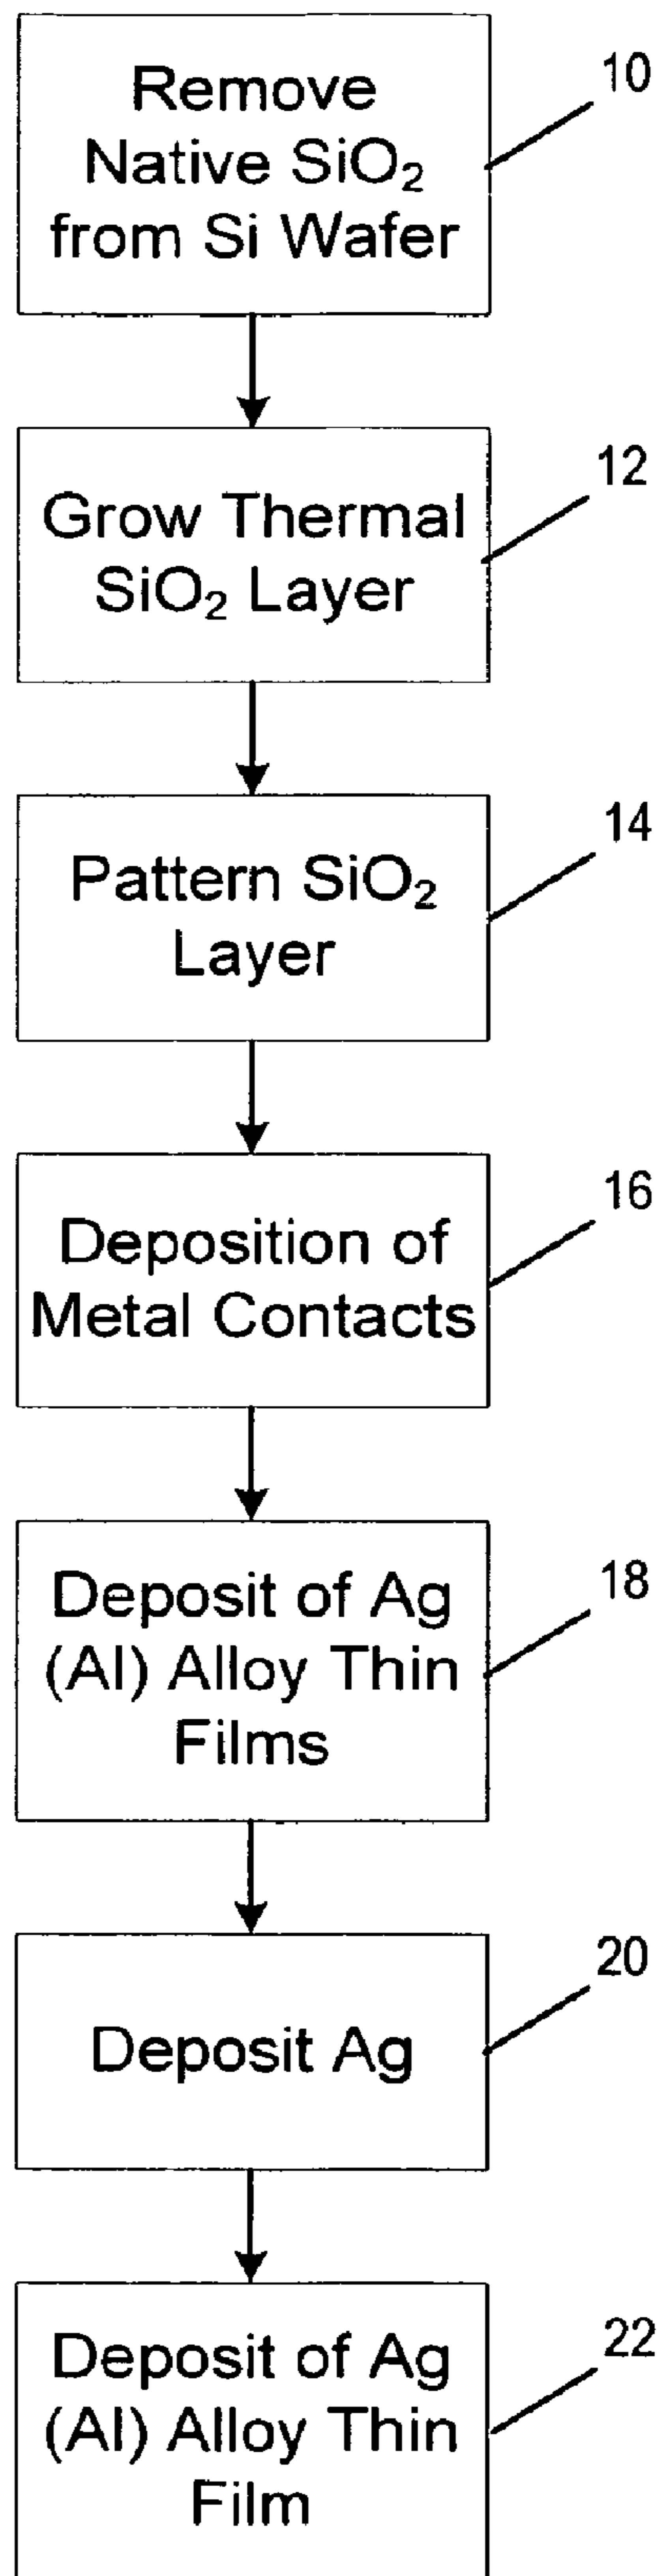 Remove
Native SiO₂
from Si Wafer
10
Grow Thermal
SiO₂ Layer
12
Pattern SiO₂
Layer
14
Deposition of
Metal Contacts
16
Deposit of Ag
(Al) Alloy Thin
Films
18
Deposit Ag
20
Deposit of Ag
(Al) Alloy Thin
Film
22